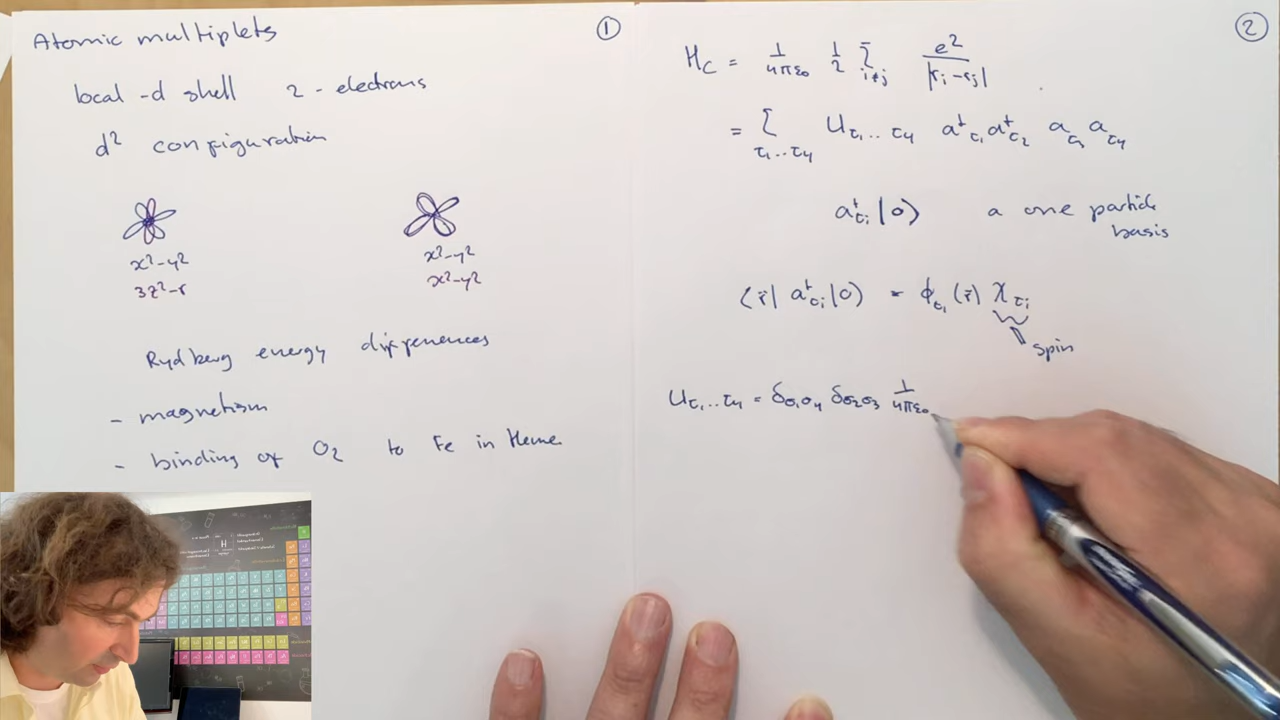 Atomic multiplets
①
local -d shell 2 - electrons
d² configuration
x²-y²
3z²-r
x²-y²
x²-y²
Rydberg energy differences
- magnetism
- binding of O₂ to Fe in Heme
②
H_C = 1/4πε₀ 1/2 Σ_{i≠j} e²/|r_i-r_j|
= Σ_{τ₁..τ₄} U_{τ₁..τ₄} a†_{τ₁} a†_{τ₂} a_{τ₃} a_{τ₄}
a†_{τi}|0⟩ a one particle
basis
⟨r̄| a†_{τi}|0⟩ = ϕ_{τi}(r̄) χ_{τi}
spin
U_{τ₁..τ₄} = δ_{σ₁σ₄} δ_{σ₂σ₃} 1/4πε₀